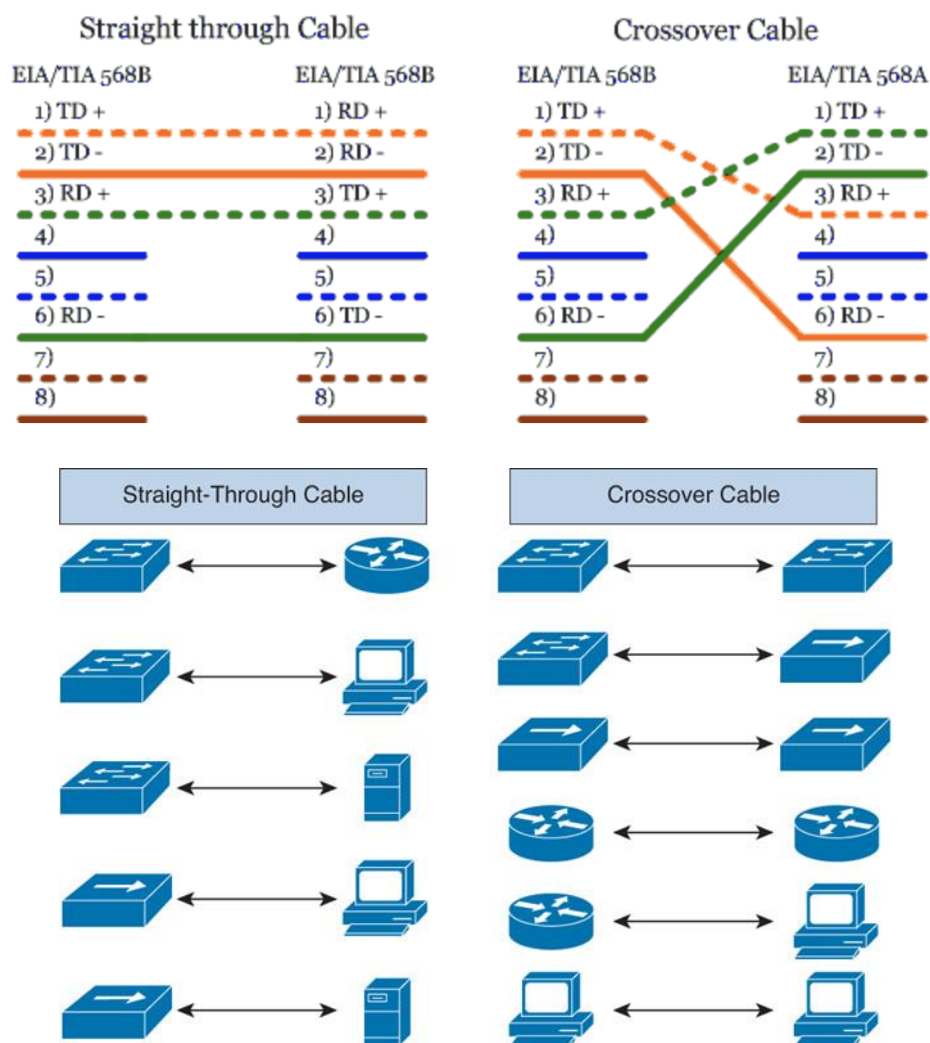 Straight through Cable
EIA/TIA 568B EIA/TIA 568B
1) TD + 1) RD +
2) TD - 2) RD -
3) RD + 3) TD +
4) 4)
5) 5)
6) RD - 6) TD -
7) 7)
8) 8)
Crossover Cable
EIA/TIA 568B EIA/TIA 568A
1) TD + 1) TD +
2) TD - 2) TD -
3) RD + 3) RD +
4) 4)
5) 5)
6) RD - 6) RD -
7) 7)
8) 8)
Straight-Through Cable
Crossover Cable